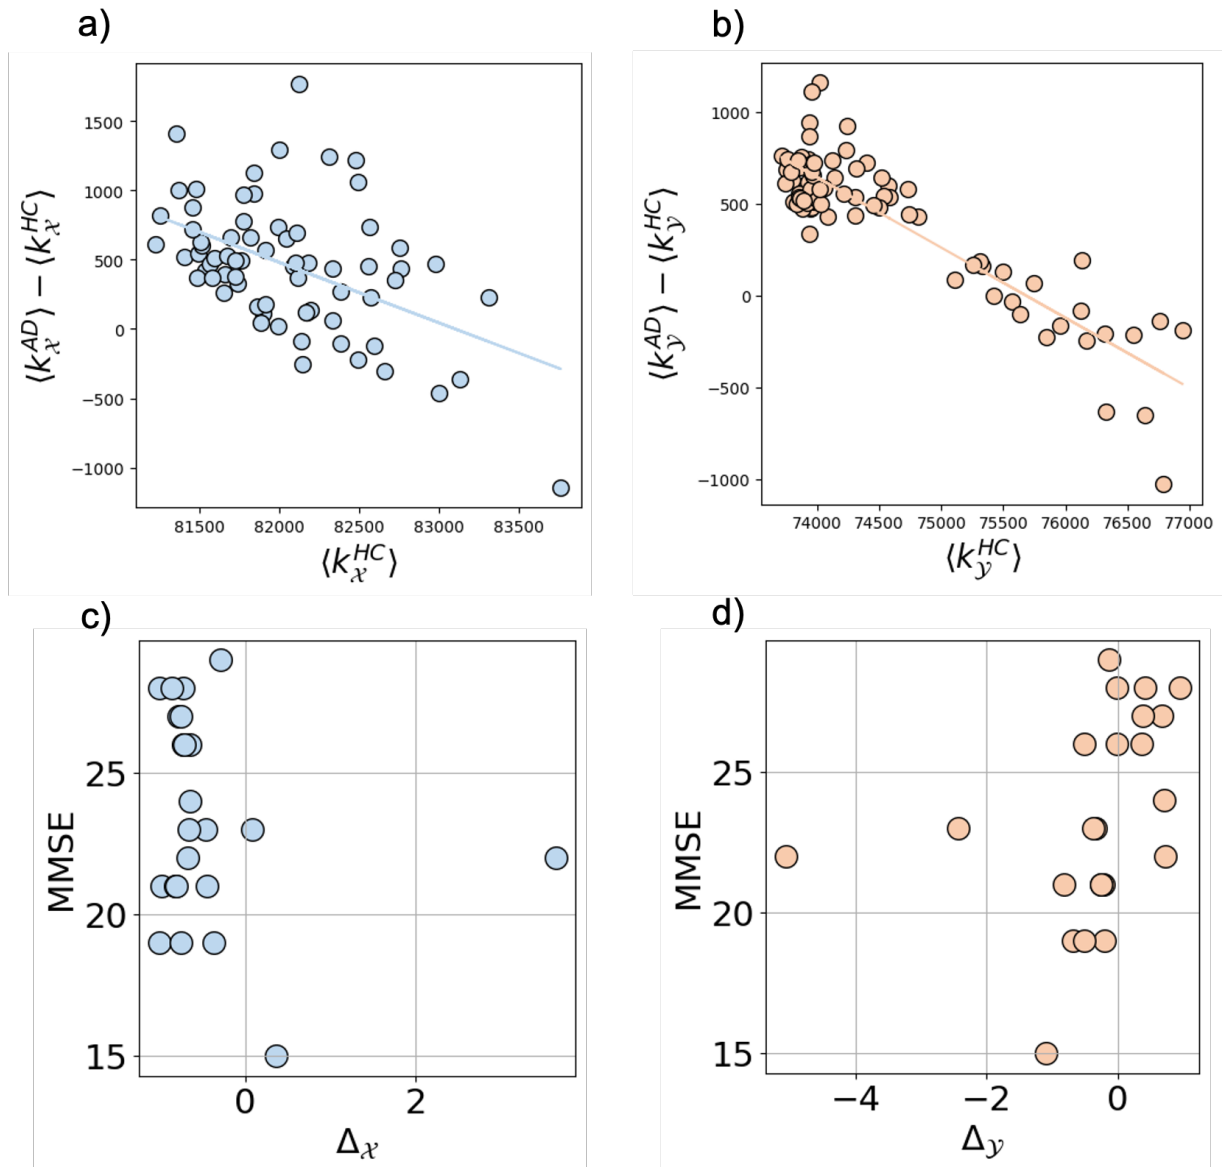 a)
⟨k_𝒳^{AD}⟩ − ⟨k_𝒳^{HC}⟩
1500
1000
500
0
−500
−1000
81500 82000 82500 83000 83500
⟨k_𝒳^{HC}⟩
b)
⟨k_𝒴^{AD}⟩ − ⟨k_𝒴^{HC}⟩
1000
500
0
−500
−1000
74000 74500 75000 75500 76000 76500 77000
⟨k_𝒴^{HC}⟩
c)
MMSE
25
20
15
0 2
Δ_𝒳
d)
MMSE
25
20
15
−4 −2 0
Δ_𝒴